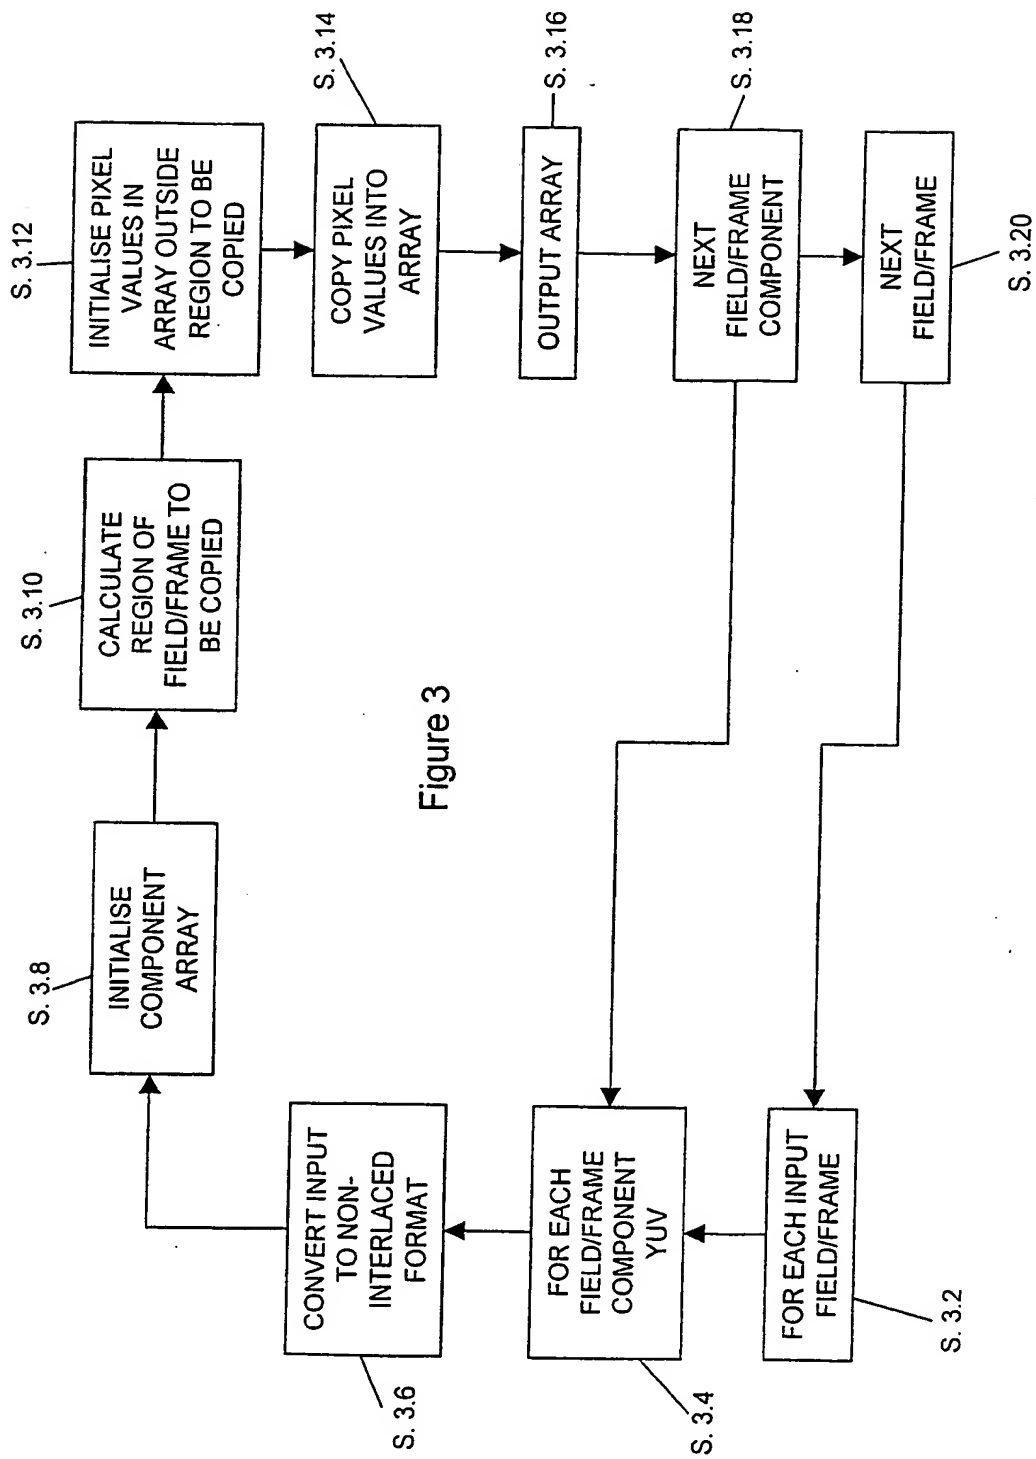 S. 3.2
FOR EACH INPUT
FIELD/FRAME
S. 3.4
FOR EACH
FIELD/FRAME
COMPONENT
YUV
S. 3.6
CONVERT INPUT
TO NON-
INTERLACED
FORMAT
S. 3.8
INITIALISE
COMPONENT
ARRAY
S. 3.10
CALCULATE
REGION OF
FIELD/FRAME TO
BE COPIED
S. 3.12
INITIALISE PIXEL
VALUES IN
ARRAY OUTSIDE
REGION TO BE
COPIED
S. 3.14
COPY PIXEL
VALUES INTO
ARRAY
S. 3.16
OUTPUT ARRAY
S. 3.18
NEXT
FIELD/FRAME
COMPONENT
S. 3.20
NEXT
FIELD/FRAME
Figure 3